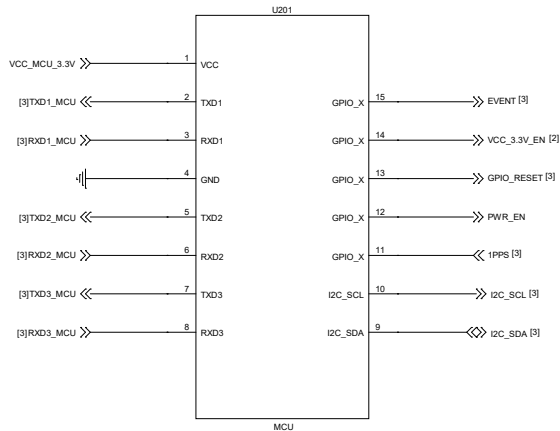 U201
VCC_MCU_3.3V 1 VCC
[3]TXD1_MCU 2 TXD1 GPIO_X 15 EVENT [3]
[3]RXD1_MCU 3 RXD1 GPIO_X 14 VCC_3.3V_EN [2]
4 GND GPIO_X 13 GPIO_RESET [3]
[3]TXD2_MCU 5 TXD2 GPIO_X 12 PWR_EN
[3]RXD2_MCU 6 RXD2 GPIO_X 11 1PPS [3]
[3]TXD3_MCU 7 TXD3 I2C_SCL 10 I2C_SCL [3]
[3]RXD3_MCU 8 RXD3 I2C_SDA 9 I2C_SDA [3]
MCU